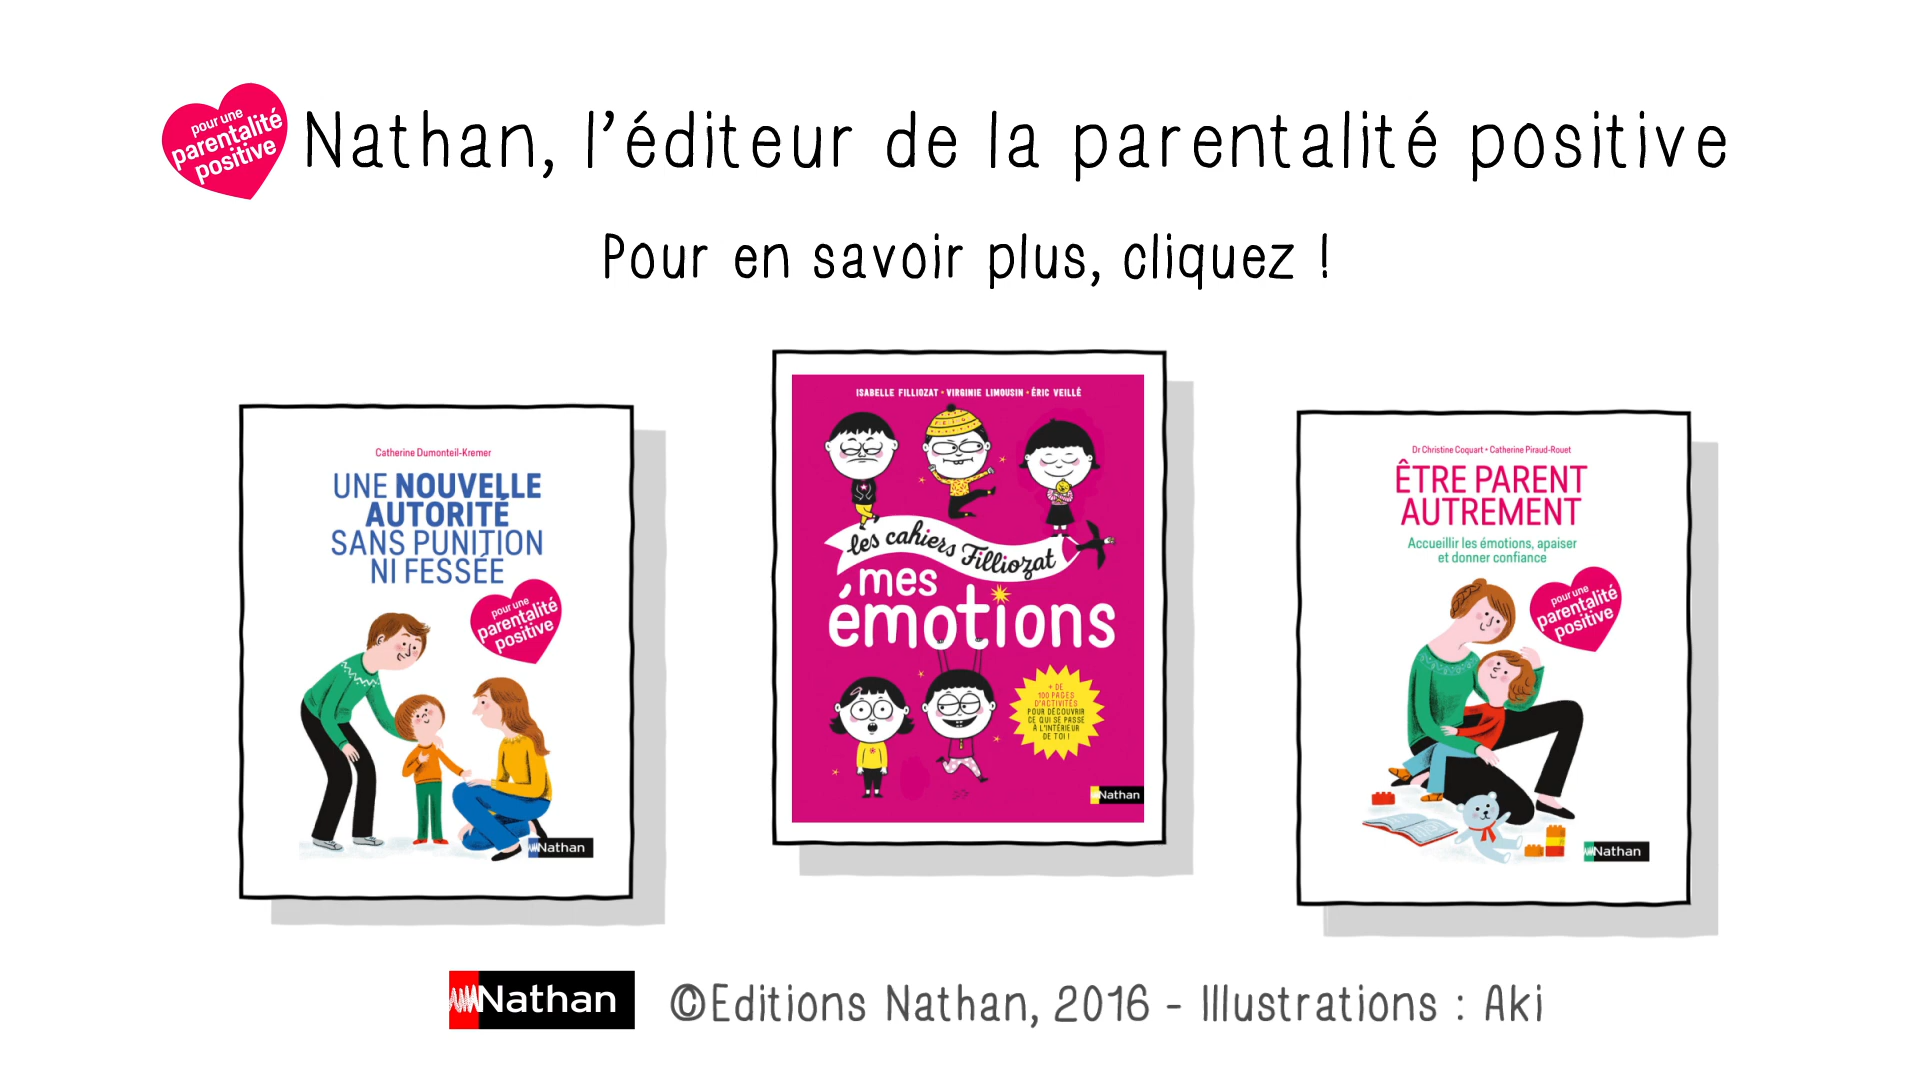 pour une
parentalité
positive
Nathan, l'éditeur de la parentalité positive
Pour en savoir plus, cliquez !
Catherine Dumonteil-Kremer
UNE NOUVELLE
AUTORITÉ
SANS PUNITION
NI FESSÉE
pour une
parentalité
positive
Nathan
ISABELLE FILLIOZAT • VIRGINIE LIMOUSIN • ÉRIC VEILLÉ
les cahiers Filliozat
mes
émotions
+ DE
100 PAGES
D'ACTIVITÉS
POUR DÉCOUVRIR
CE QUI SE PASSE
À L'INTÉRIEUR
DE TOI !
Nathan
Dr Christine Coquart • Catherine Piraud-Rouet
ÊTRE PARENT
AUTREMENT
Accueillir les émotions, apaiser
et donner confiance
pour une
parentalité
positive
Nathan
Nathan
©Editions Nathan, 2016 - Illustrations : Aki